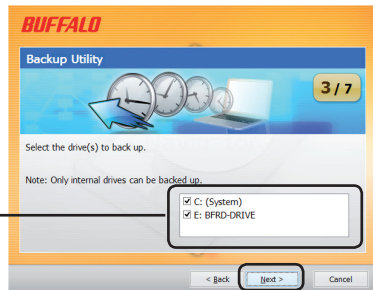 BUFFALO
Backup Utility
3 / 7
Select the drive(s) to back up.
Note: Only internal drives can be backed up.
C: (System)
E: BFRD-DRIVE
< Back
Next >
Cancel